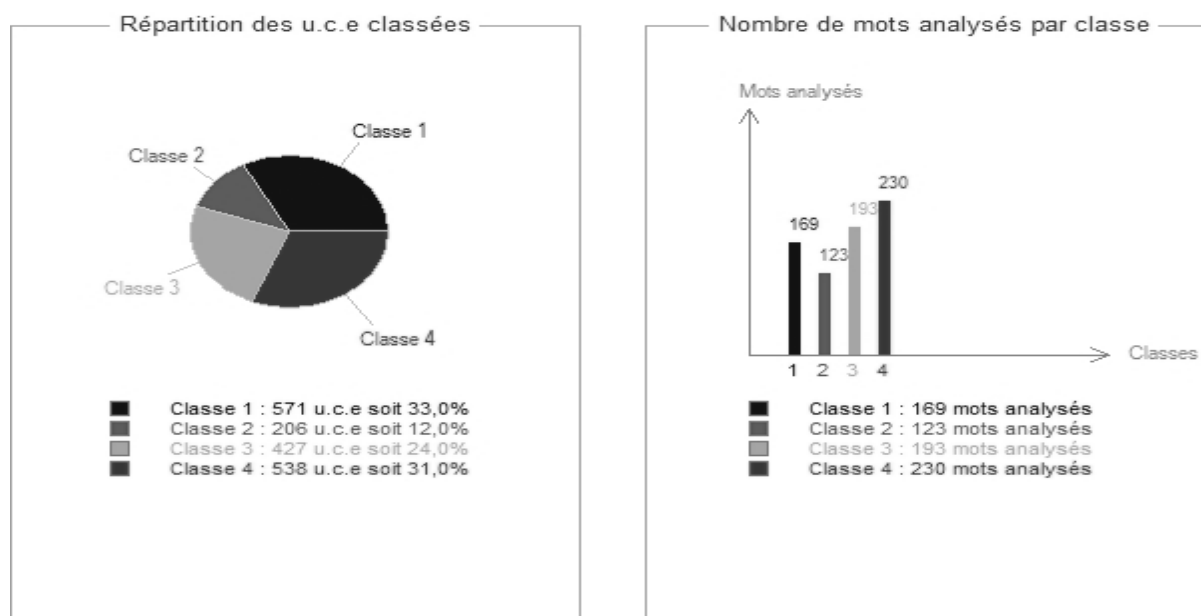 Répartition des u.c.e classées
Classe 1
Classe 2
Classe 3
Classe 4
Classe 1 : 571 u.c.e soit 33,0%
Classe 2 : 206 u.c.e soit 12,0%
Classe 3 : 427 u.c.e soit 24,0%
Classe 4 : 538 u.c.e soit 31,0%
Nombre de mots analysés par classe
Mots analysés
230
193
169
123
Classes
1 2 3 4
Classe 1 : 169 mots analysés
Classe 2 : 123 mots analysés
Classe 3 : 193 mots analysés
Classe 4 : 230 mots analysés